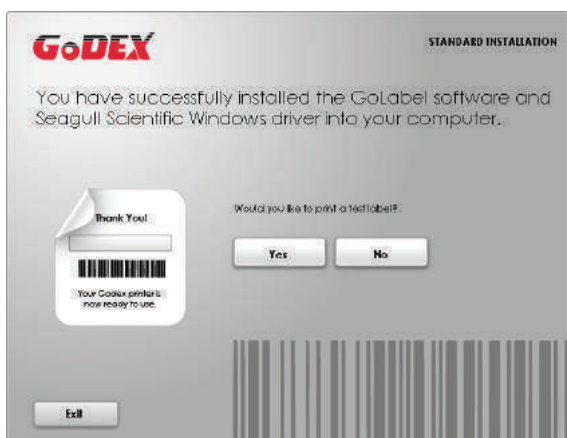 GoDEX
STANDARD INSTALLATION
You have successfully installed the GoLabel software and
Seagull Scientific Windows driver into your computer.
Thank You!
Your Godex printer is
now ready to use.
Would you like to print a test label?
Yes
No
Exit